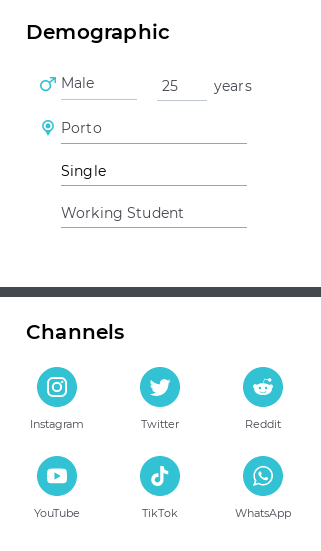 Demographic
Male 25 years
Porto
Single
Working Student
Channels
Instagram Twitter Reddit
YouTube TikTok WhatsApp